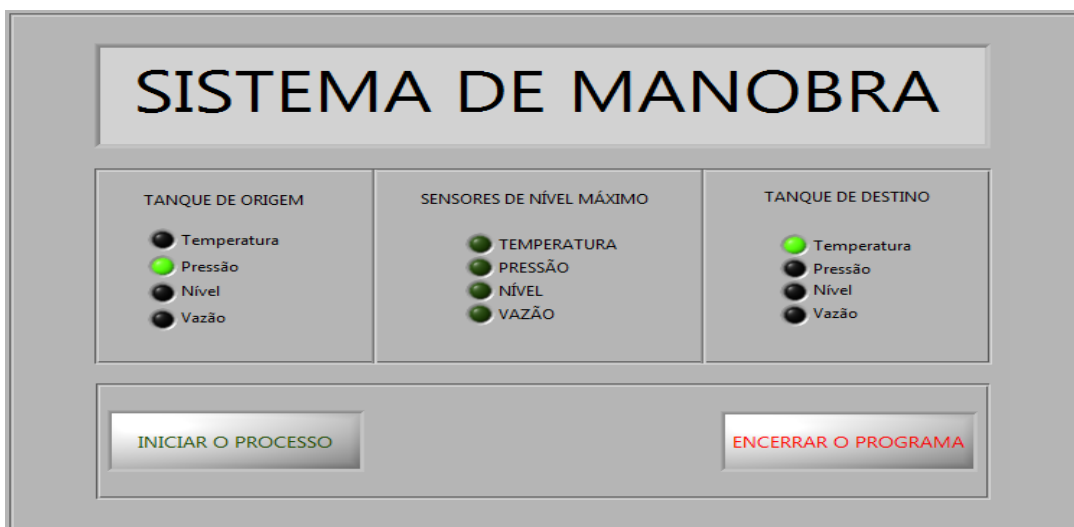 SISTEMA DE MANOBRA
TANQUE DE ORIGEM
Temperatura
Pressão
Nível
Vazão
SENSORES DE NÍVEL MÁXIMO
TEMPERATURA
PRESSÃO
NÍVEL
VAZÃO
TANQUE DE DESTINO
Temperatura
Pressão
Nível
Vazão
INICIAR O PROCESSO
ENCERRAR O PROGRAMA